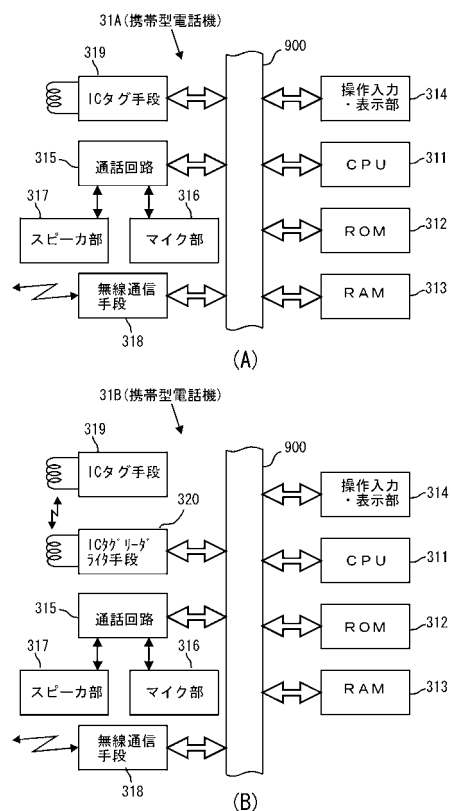 31A(携帯型電話機)
900
319
ICタグ手段
操作入力
・表示部
314
315
通話回路
CPU
311
317
316
スピーカ部
マイク部
ROM
312
無線通信
手段
318
RAM
313
(A)
31B(携帯型電話機)
900
319
ICタグ手段
操作入力
・表示部
314
320
ICタグリーダ
ライタ手段
CPU
311
315
通話回路
ROM
312
317
316
スピーカ部
マイク部
RAM
313
無線通信
手段
318
(B)